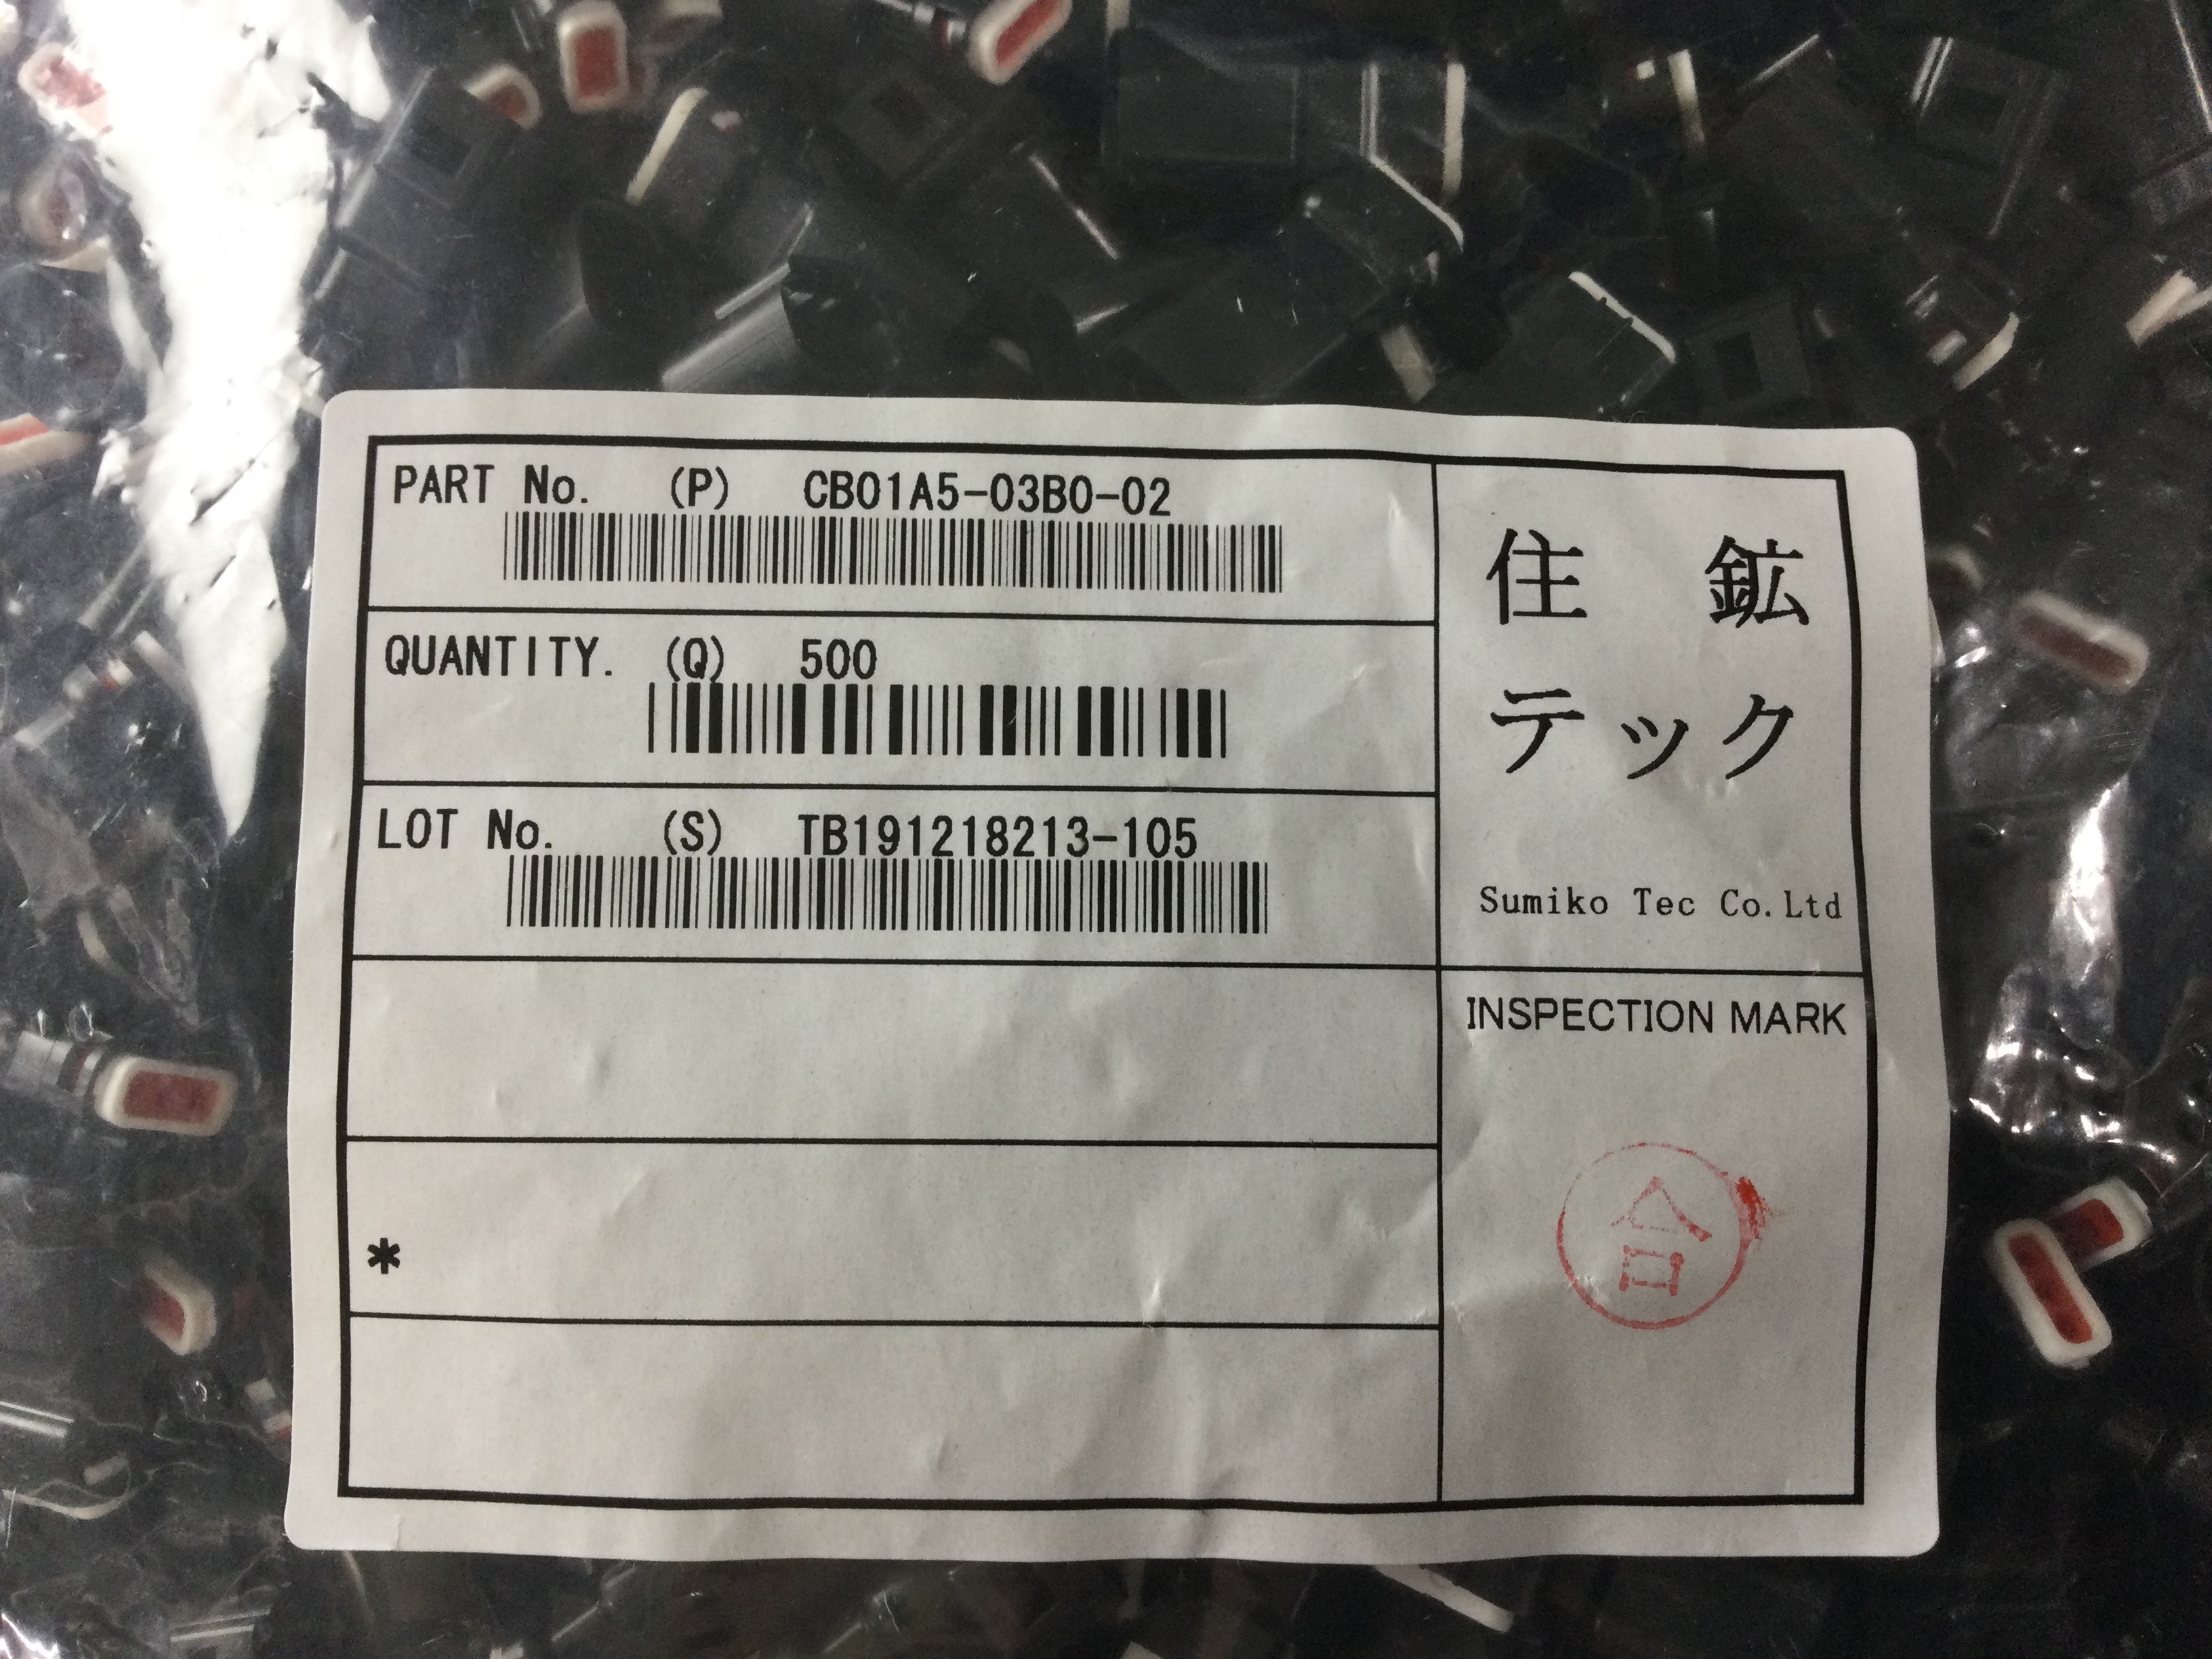 PART No. (P) CB01A5-03B0-02
QUANTITY. (Q) 500
LOT No. (S) TB191218213-105
*
住 鉱
テック
Sumiko Tec Co.Ltd
INSPECTION MARK
合